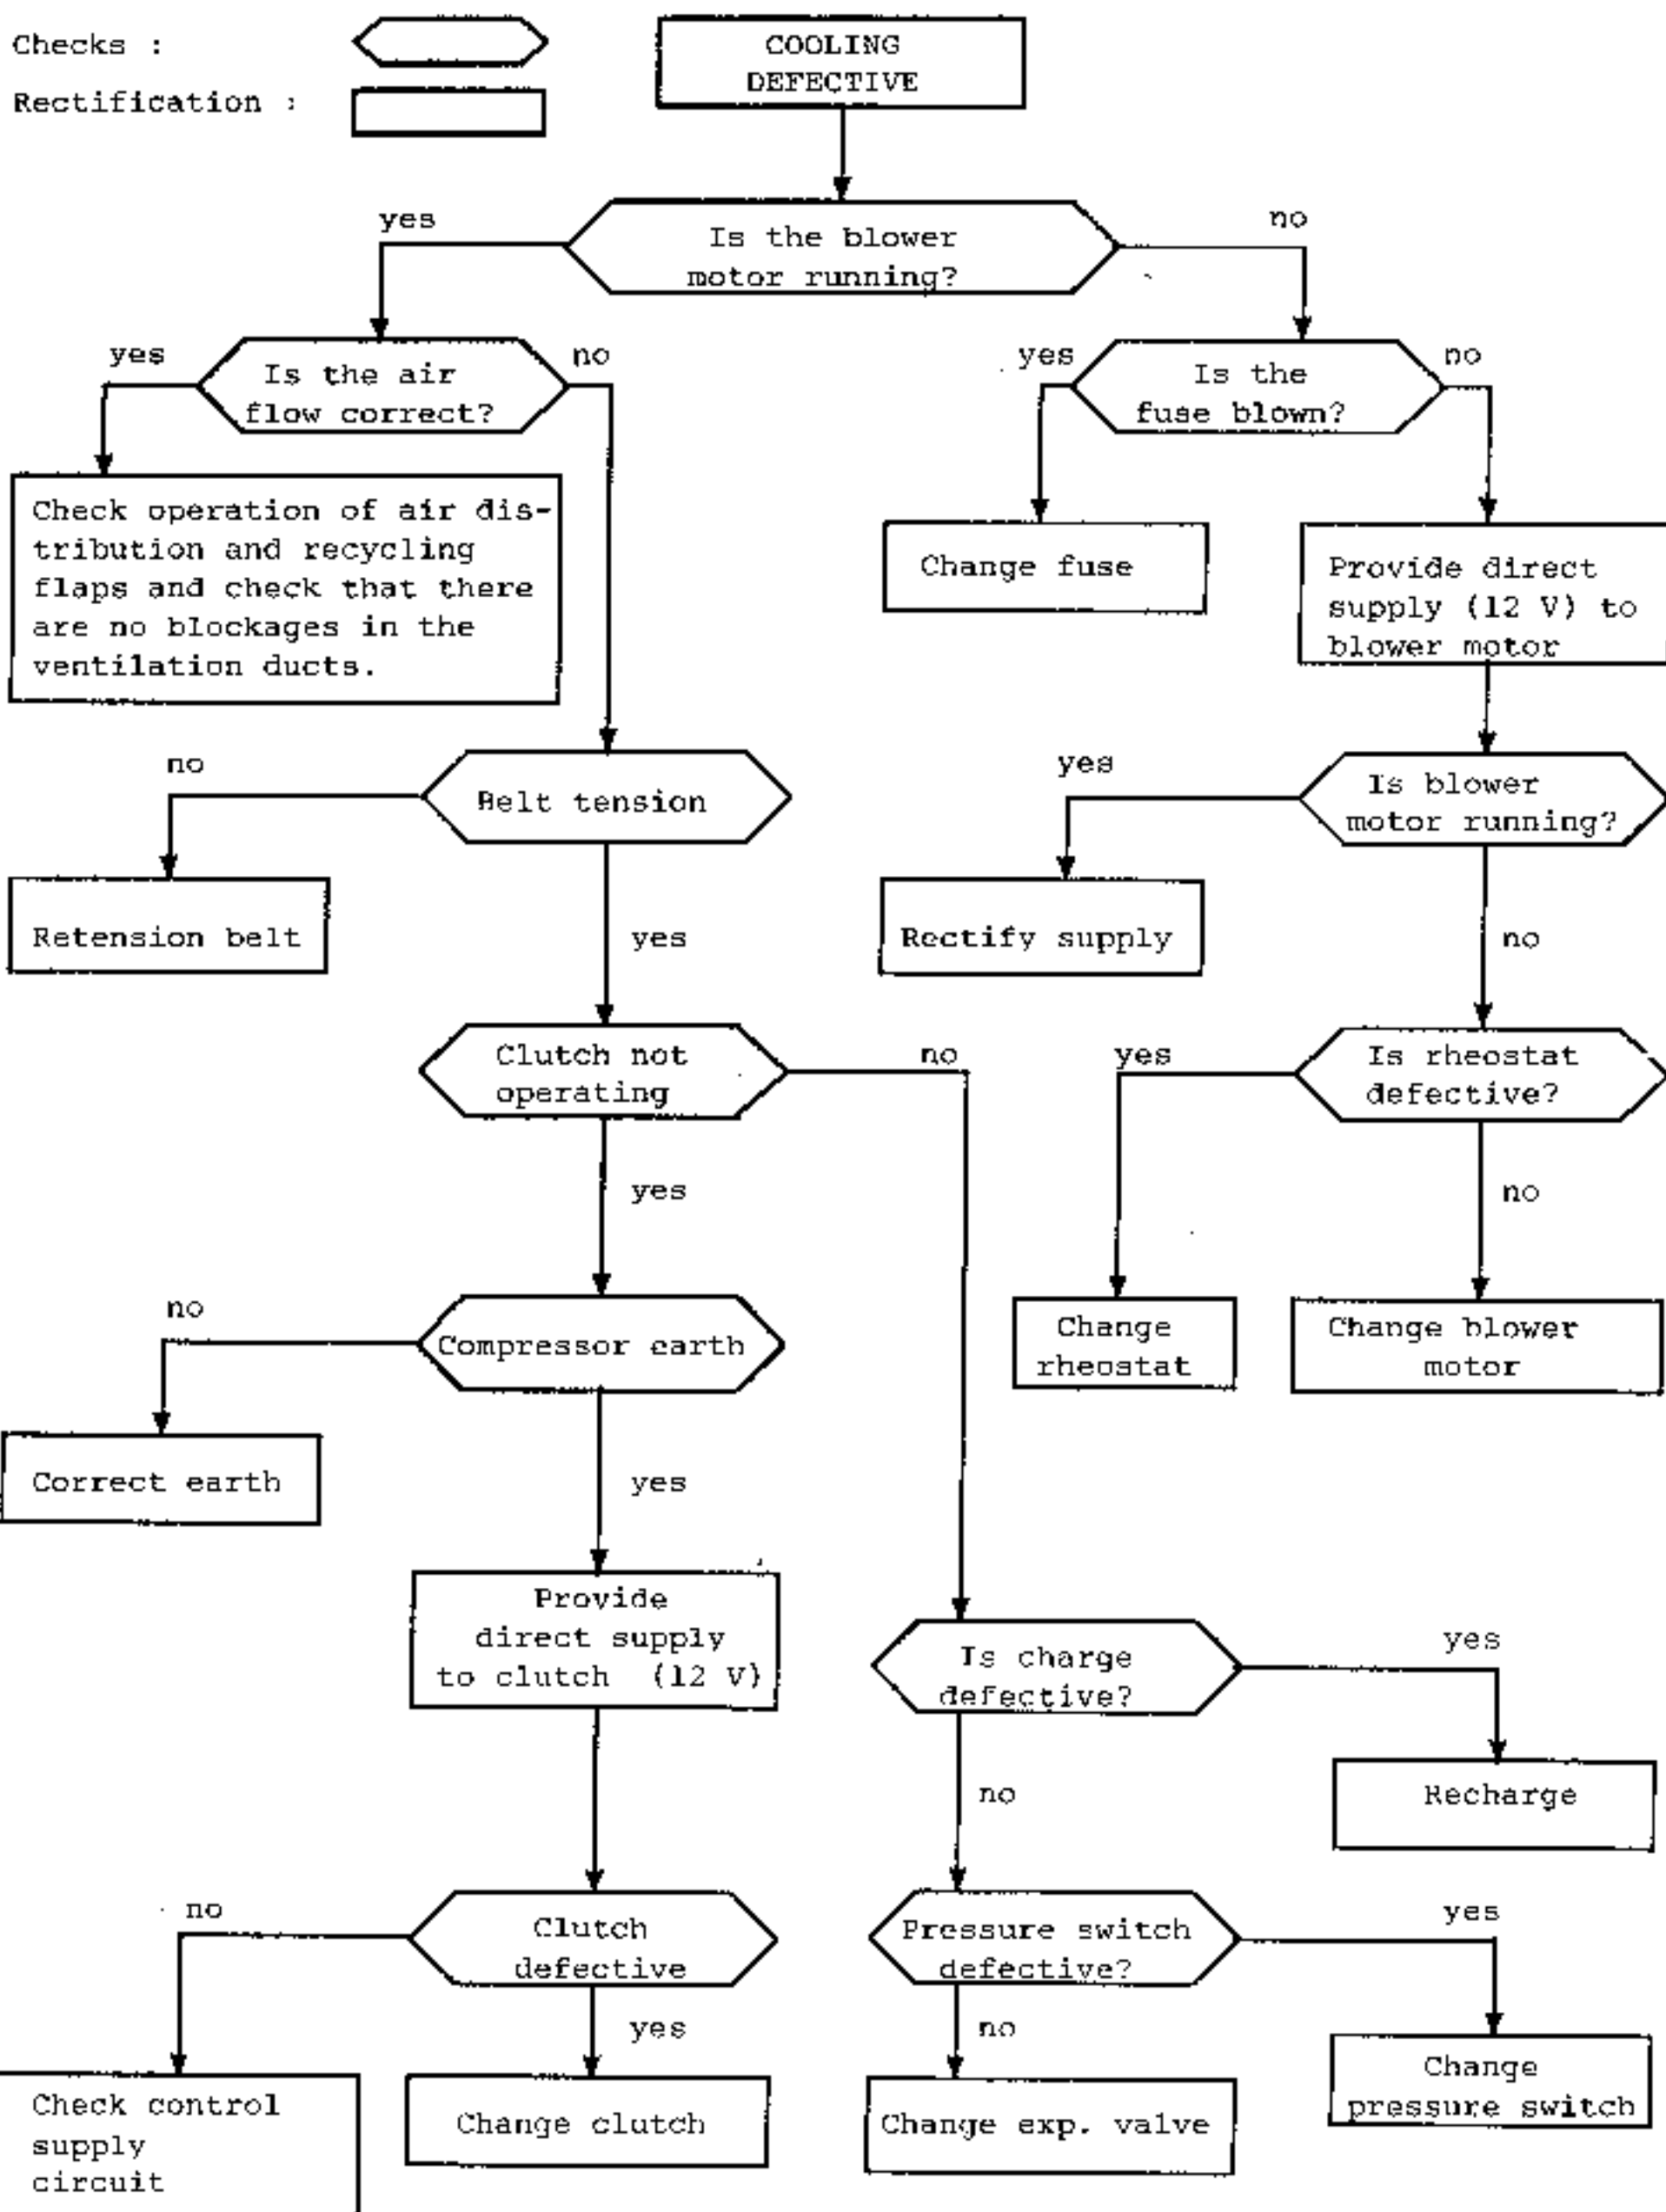 Checks :
Rectification :
COOLING
DEFECTIVE
yes
Is the blower
motor running?
no
yes
Is the air
flow correct?
no
yes
Is the
fuse blown?
no
Check operation of air dis-
tribution and recycling
flaps and check that there
are no blockages in the
ventilation ducts.
Change fuse
Provide direct
supply (12 V) to
blower motor
no
Belt tension
yes
Is blower
motor running?
Retension belt
yes
Rectify supply
no
Clutch not
operating
no
yes
Is rheostat
defective?
yes
no
no
Compressor earth
Change
rheostat
Change blower
motor
Correct earth
yes
Provide
direct supply
to clutch (12 V)
Is charge
defective?
yes
no
Recharge
no
Clutch
defective
Pressure switch
defective?
yes
yes
no
Check control
supply
circuit
Change clutch
Change exp. valve
Change
pressure switch